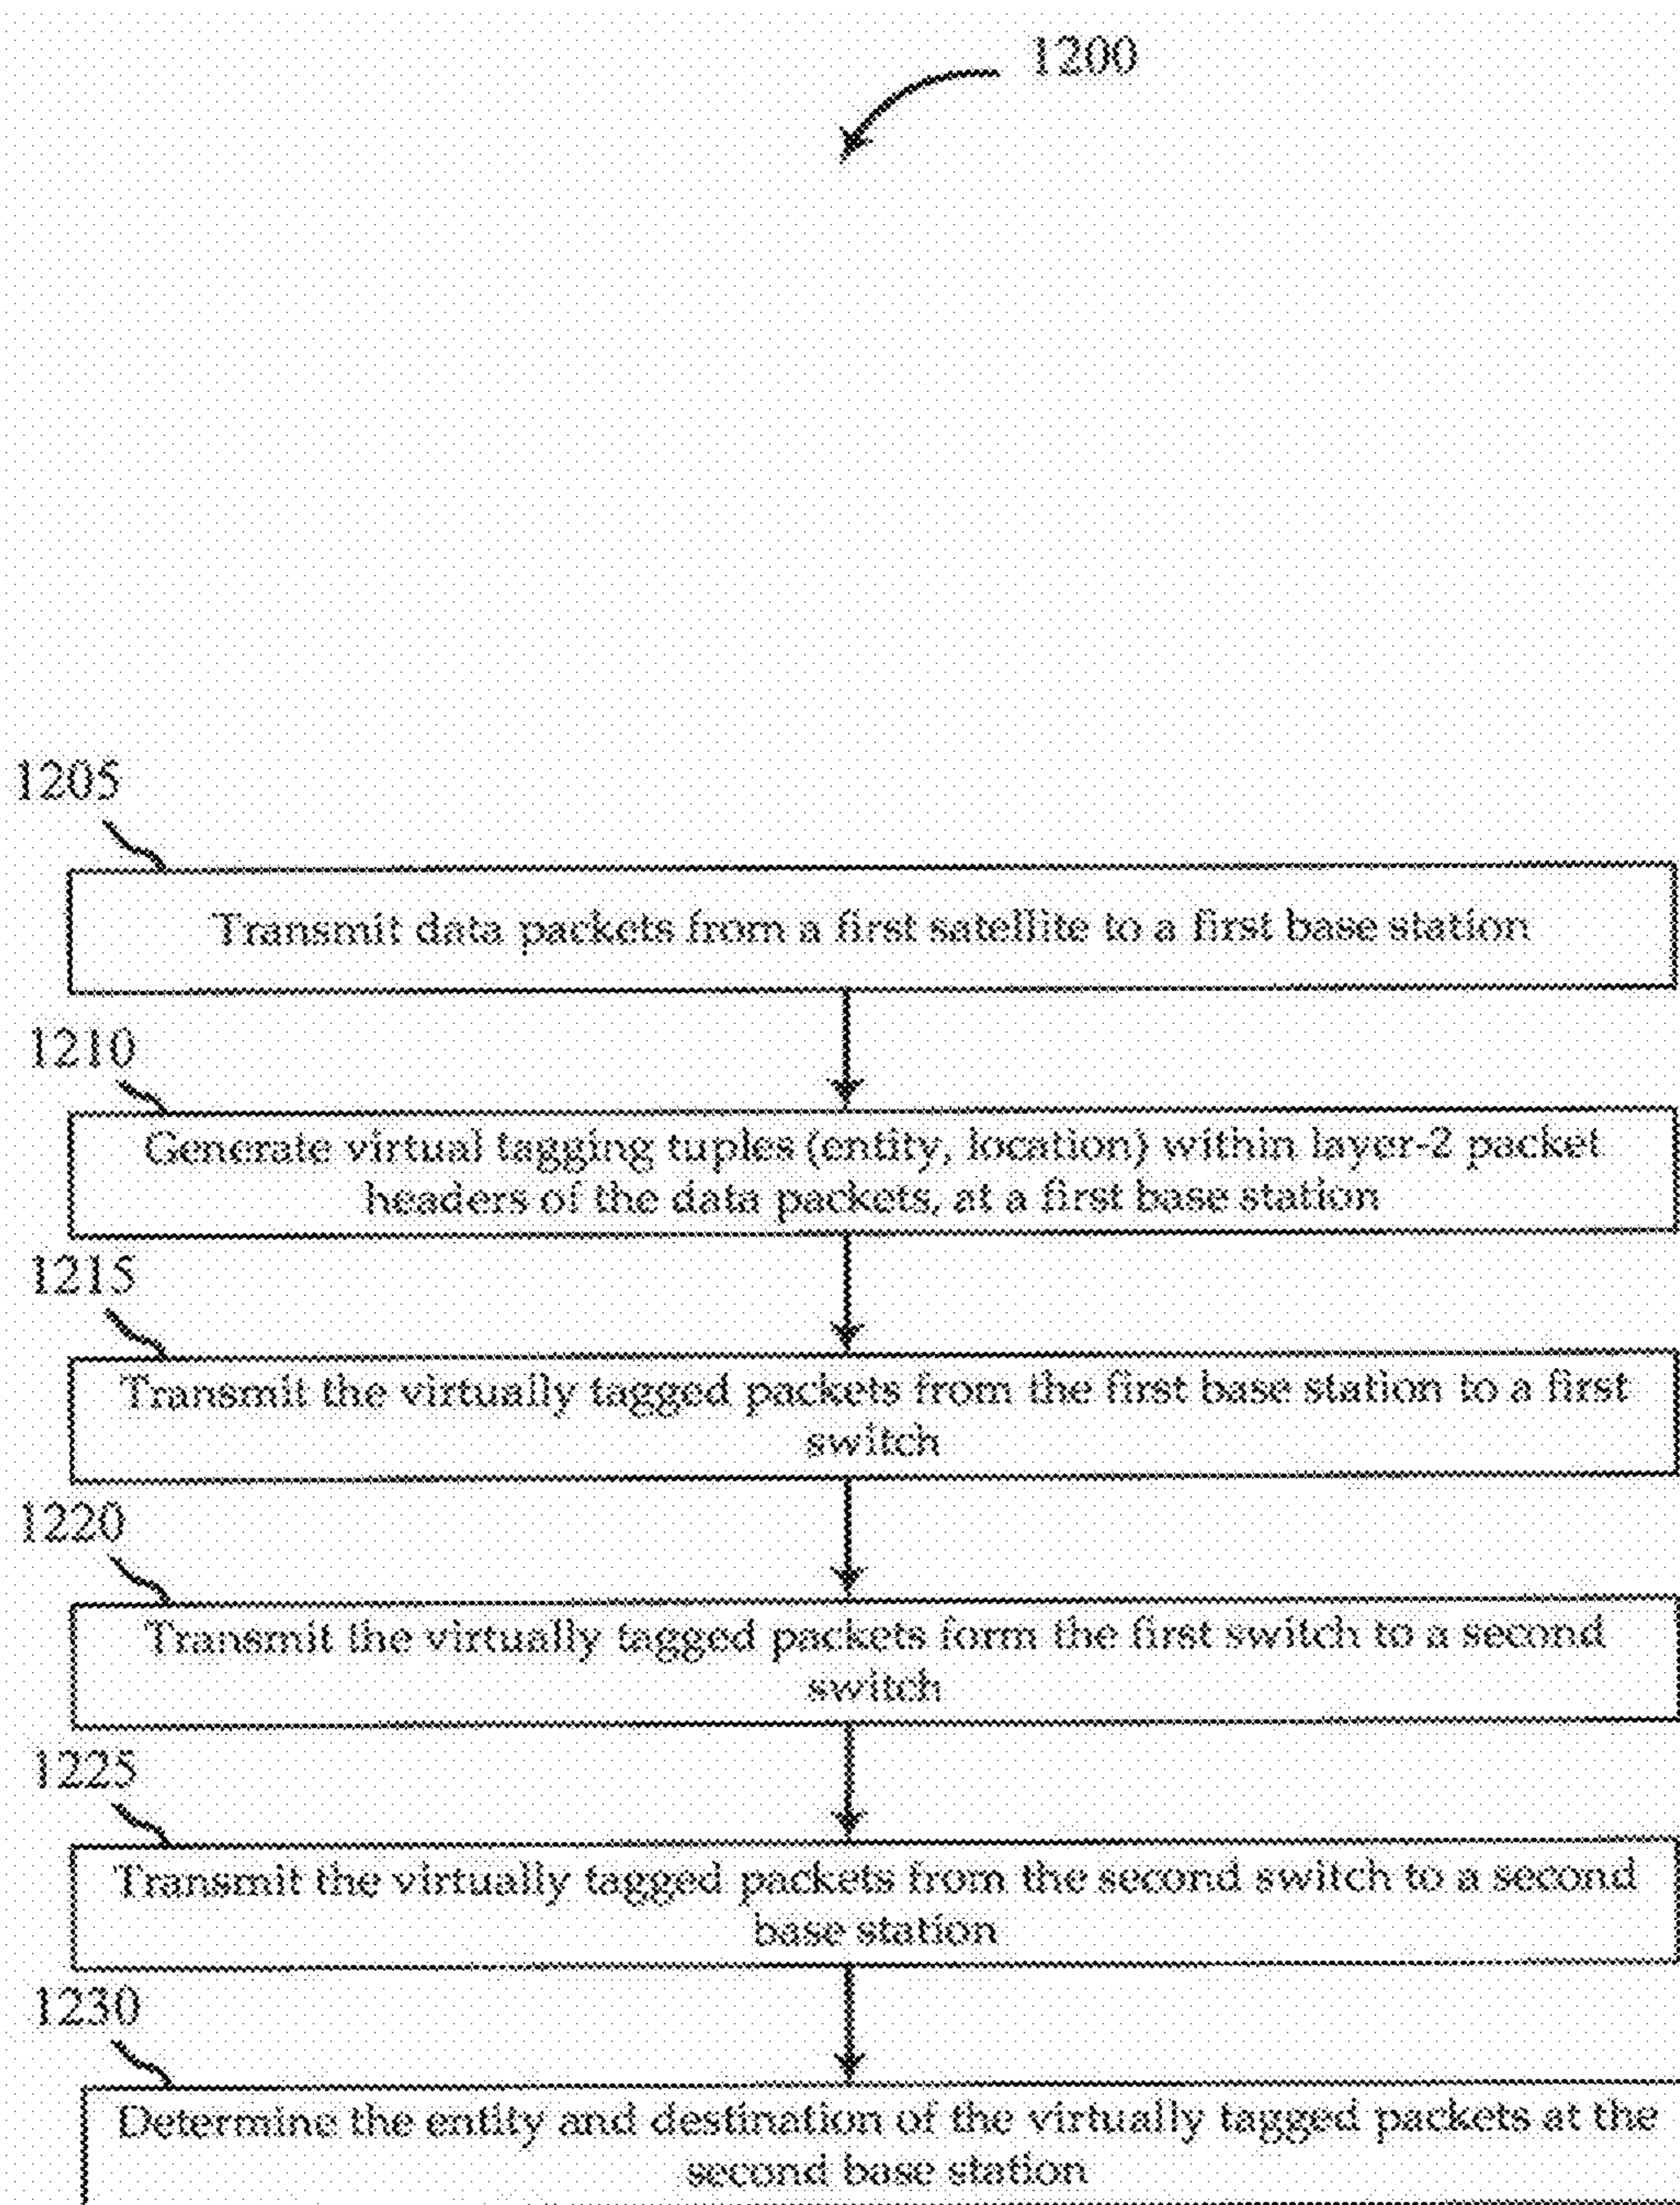 1200
1205
Transmit data packets from a first satellite to a first base station
1210
Generate virtual tagging tuples (entity, location) within layer-2 packet
headers of the data packets, at a first base station
1215
Transmit the virtually tagged packets from the first base station to a first
switch
1220
Transmit the virtually tagged packets form the first switch to a second
switch
1225
Transmit the virtually tagged packets from the second switch to a second
base station
1230
Determine the entity and destination of the virtually tagged packets at the
second base station